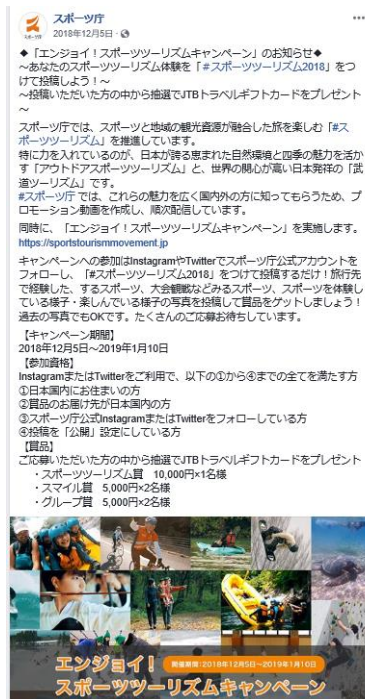 スポーツ庁
2018年12月5日
◆「エンジョイ！スポーツツーリズムキャンペーン」のお知らせ◆
～あなたのスポーツツーリズム体験を「＃スポーツツーリズム2018」をつ
けて投稿しよう！～
～投稿いただいた方の中から抽選でJTBトラベルギフトカードをプレゼント
～
スポーツ庁では、スポーツと地域の観光資源が融合した旅を楽しむ「#ス
ポーツツーリズム」を推進しています。
特に力を入れているのが、日本が誇る恵まれた自然環境と四季の魅力を活か
す「アウトドアスポーツツーリズム」と、世界の関心が高い日本発祥の「武
道ツーリズム」です。
#スポーツ庁 では、これらの魅力を広く国内外の方に知ってもらうため、プ
ロモーション動画を作成し、順次配信しています。
同時に、「エンジョイ！スポーツツーリズムキャンペーン」を実施します。
https://sportstourismmovement.jp
キャンペーンへの参加はInstagramやTwitterでスポーツ庁公式アカウントを
フォローし、「#スポーツツーリズム2018」をつけて投稿するだけ！旅行先
で経験した、するスポーツ、大会観戦などみるスポーツ、スポーツを体験し
ている様子・楽しんでいる様子の写真を投稿して賞品をゲットしましょう！
過去の写真でもOKです。たくさんのご応募お待ちしています。
【キャンペーン期間】
2018年12月5日～2019年1月10日
【参加資格】
InstagramまたはTwitterをご利用で、以下の①から④までの全てを満たす方
①日本国内にお住まいの方
②賞品のお届け先が日本国内の方
③スポーツ庁公式InstagramまたはTwitterをフォローしている方
④投稿を「公開」設定にしている方
【賞品】
ご応募いただいた方の中から抽選でJTBトラベルギフトカードをプレゼント
・スポーツツーリズム賞　10,000円×1名様
・スマイル賞　5,000円×2名様
・グループ賞　5,000円×2名様
エンジョイ！ 開催期間：2018年12月5日～2019年1月10日
スポーツツーリズムキャンペーン